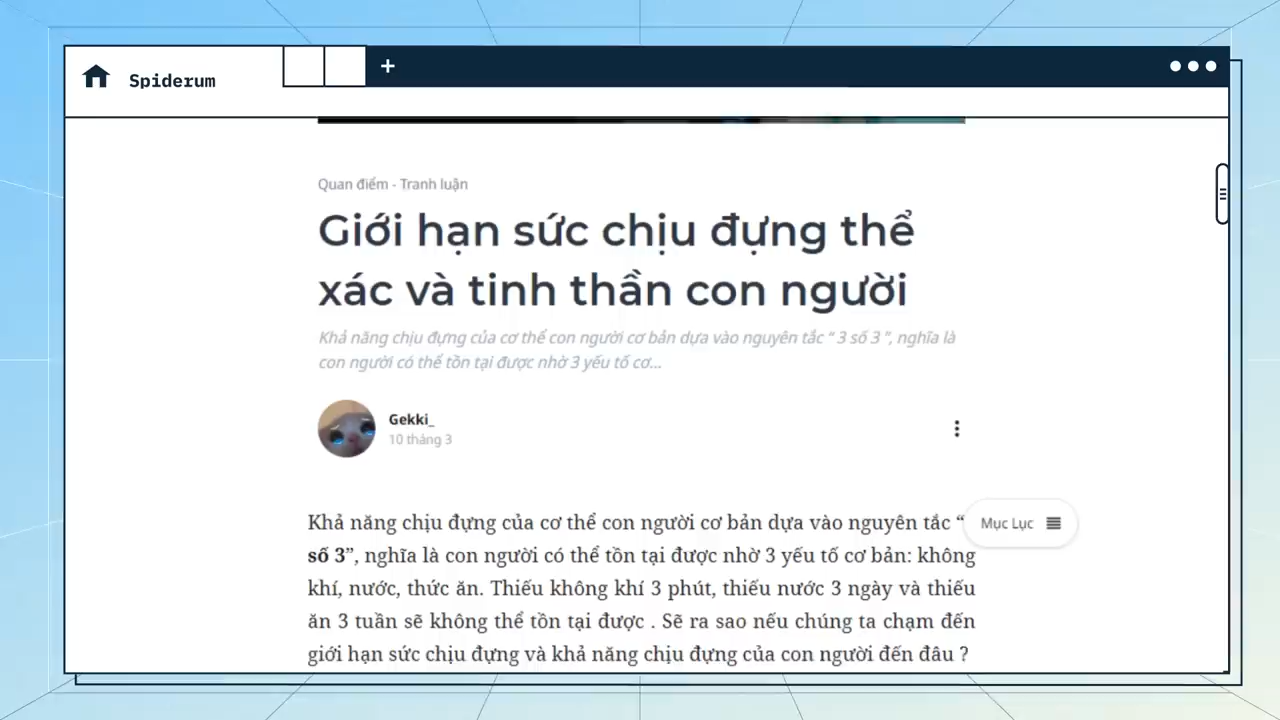 Spiderum
Quan điểm - Tranh luận
Giới hạn sức chịu đựng thể
xác và tinh thần con người
Khả năng chịu đựng của cơ thể con người cơ bản dựa vào nguyên tắc “ 3 số 3 ”, nghĩa là
con người có thể tồn tại được nhờ 3 yếu tố cơ...
Gekki_
10 tháng 3
Khả năng chịu đựng của cơ thể con người cơ bản dựa vào nguyên tắc “
Mục Lục
số 3”, nghĩa là con người có thể tồn tại được nhờ 3 yếu tố cơ bản: không
khí, nước, thức ăn. Thiếu không khí 3 phút, thiếu nước 3 ngày và thiếu
ăn 3 tuần sẽ không thể tồn tại được . Sẽ ra sao nếu chúng ta chạm đến
giới hạn sức chịu đựng và khả năng chịu đựng của con người đến đâu ?